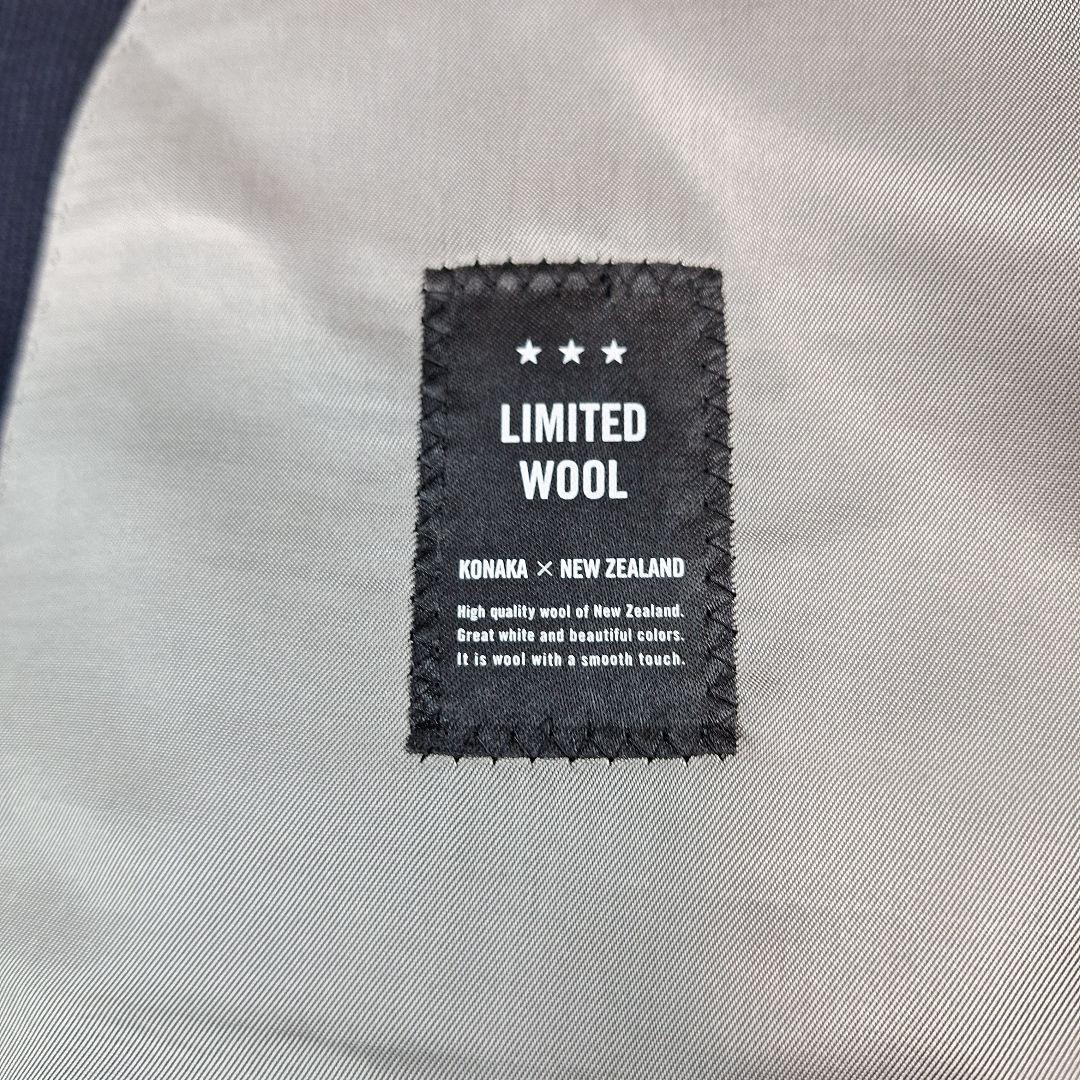 ★ ★ ★
LIMITED
WOOL
KONAKA × NEW ZEALAND
High quality wool of New Zealand.
Great white and beautiful colors.
It is wool with a smooth touch.